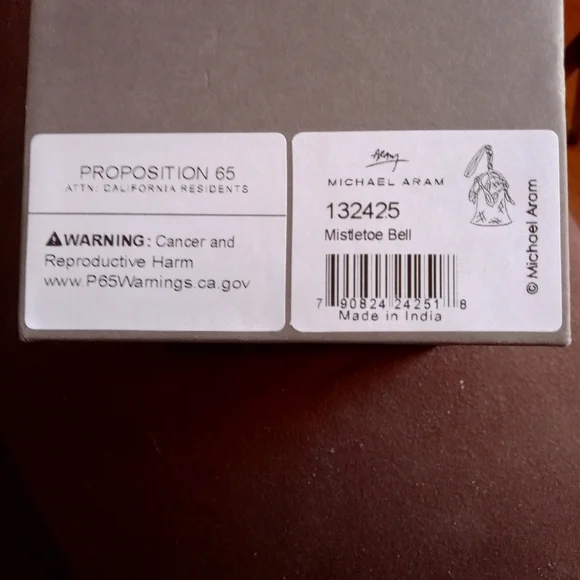 PROPOSITION 65
ATTN: CALIFORNIA RESIDENTS
WARNING: Cancer and
Reproductive Harm
www.P65Warnings.ca.gov
Aram
MICHAEL ARAM
132425
Mistletoe Bell
7 90824 24251 8
Made in India
© Michael Aram